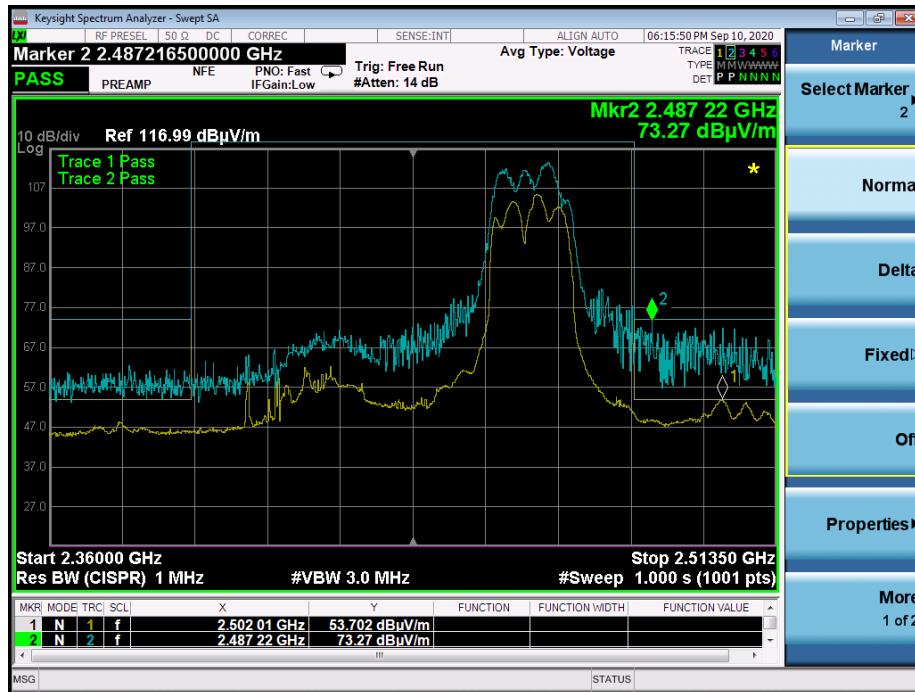 Keysight Spectrum Analyzer - Swept SA
LXI RF PRESEL 50 Ω DC CORREC SENSE:INT ALIGN AUTO 06:15:50 PM Sep 10, 2020
Marker 2 2.487216500000 GHz
PASS PREAMP NFE PNO: Fast IFGain:Low Trig: Free Run #Atten: 14 dB Avg Type: Voltage
TRACE 1 2 3 4 5 6
TYPE M M W W W W
DET P P N N N N
Mkr2 2.487 22 GHz
73.27 dBµV/m
10 dB/div Ref 116.99 dBµV/m
Log
Trace 1 Pass
Trace 2 Pass
*
107
97.0
87.0
77.0
67.0
57.0
47.0
37.0
27.0
2
1
Start 2.36000 GHz Stop 2.51350 GHz
Res BW (CISPR) 1 MHz #VBW 3.0 MHz #Sweep 1.000 s (1001 pts)
MKR MODE TRC SCL X Y FUNCTION FUNCTION WIDTH FUNCTION VALUE
1 N 1 f 2.502 01 GHz 53.702 dBµV/m
2 N 2 f 2.487 22 GHz 73.27 dBµV/m
MSG STATUS
Marker
Select Marker
2
Norma
Delta
Fixed
Off
Properties
More
1 of 2